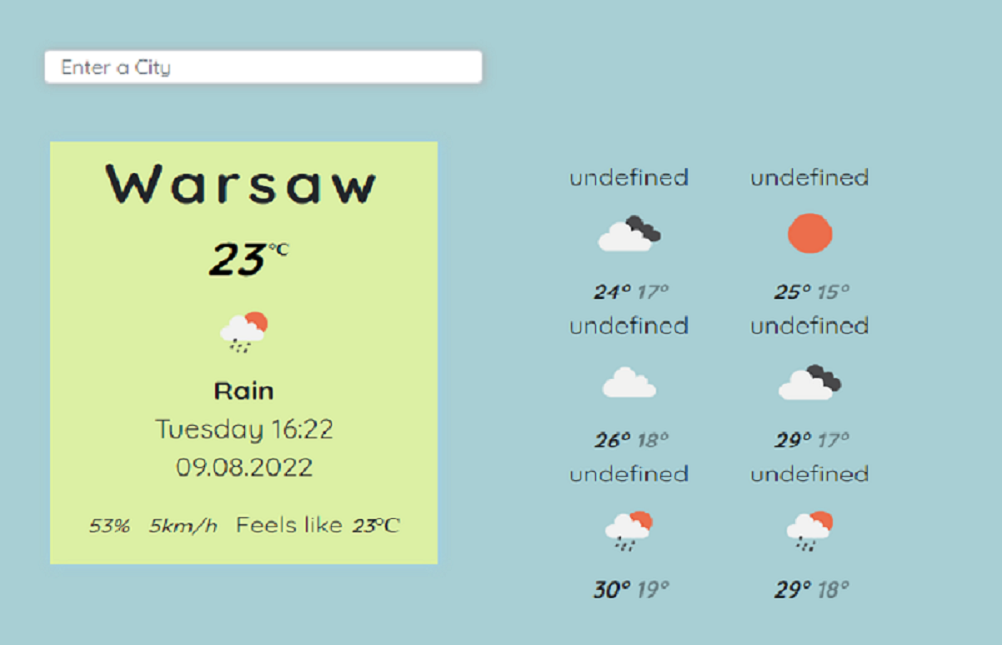 Enter a City
Warsaw
23°C
Rain
Tuesday 16:22
09.08.2022
53% 5km/h Feels like 23°C
undefined undefined
24° 17° 25° 15°
undefined undefined
26° 18° 29° 17°
undefined undefined
30° 19° 29° 18°